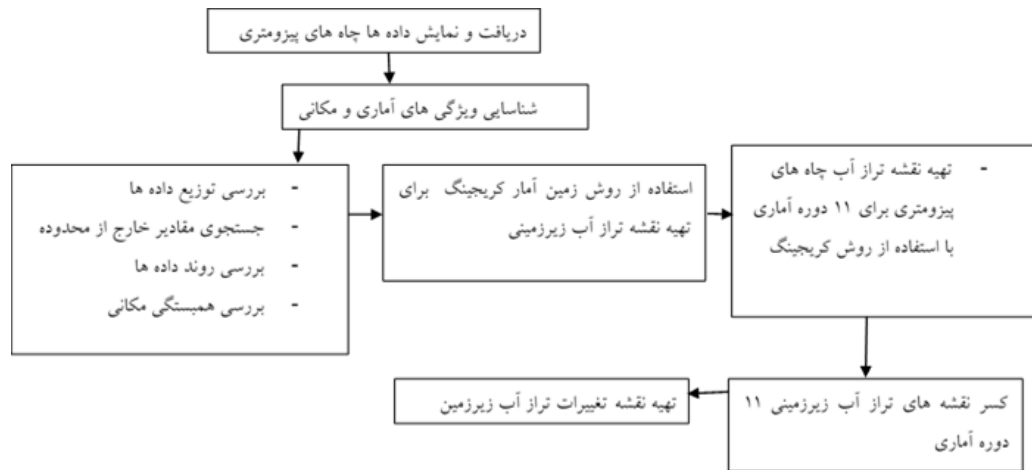 دریافت و نمایش داده ها چاه های پیزومتری
شناسایی ویژگی های آماری و مکانی
- بررسی توزیع داده ها
- جستجوی مقادیر خارج از محدوده
- بررسی روند داده ها
- بررسی همبستگی مکانی
استفاده از روش زمین آمار کریجینگ برای
تهیه نقشه تراز آب زیرزمینی
- تهیه نقشه تراز آب چاه های
پیزومتری برای ۱۱ دوره آماری
با استفاده از روش کریجینگ
کسر نقشه های تراز آب زیرزمینی ۱۱
دوره آماری
تهیه نقشه تغییرات تراز آب زیرزمین